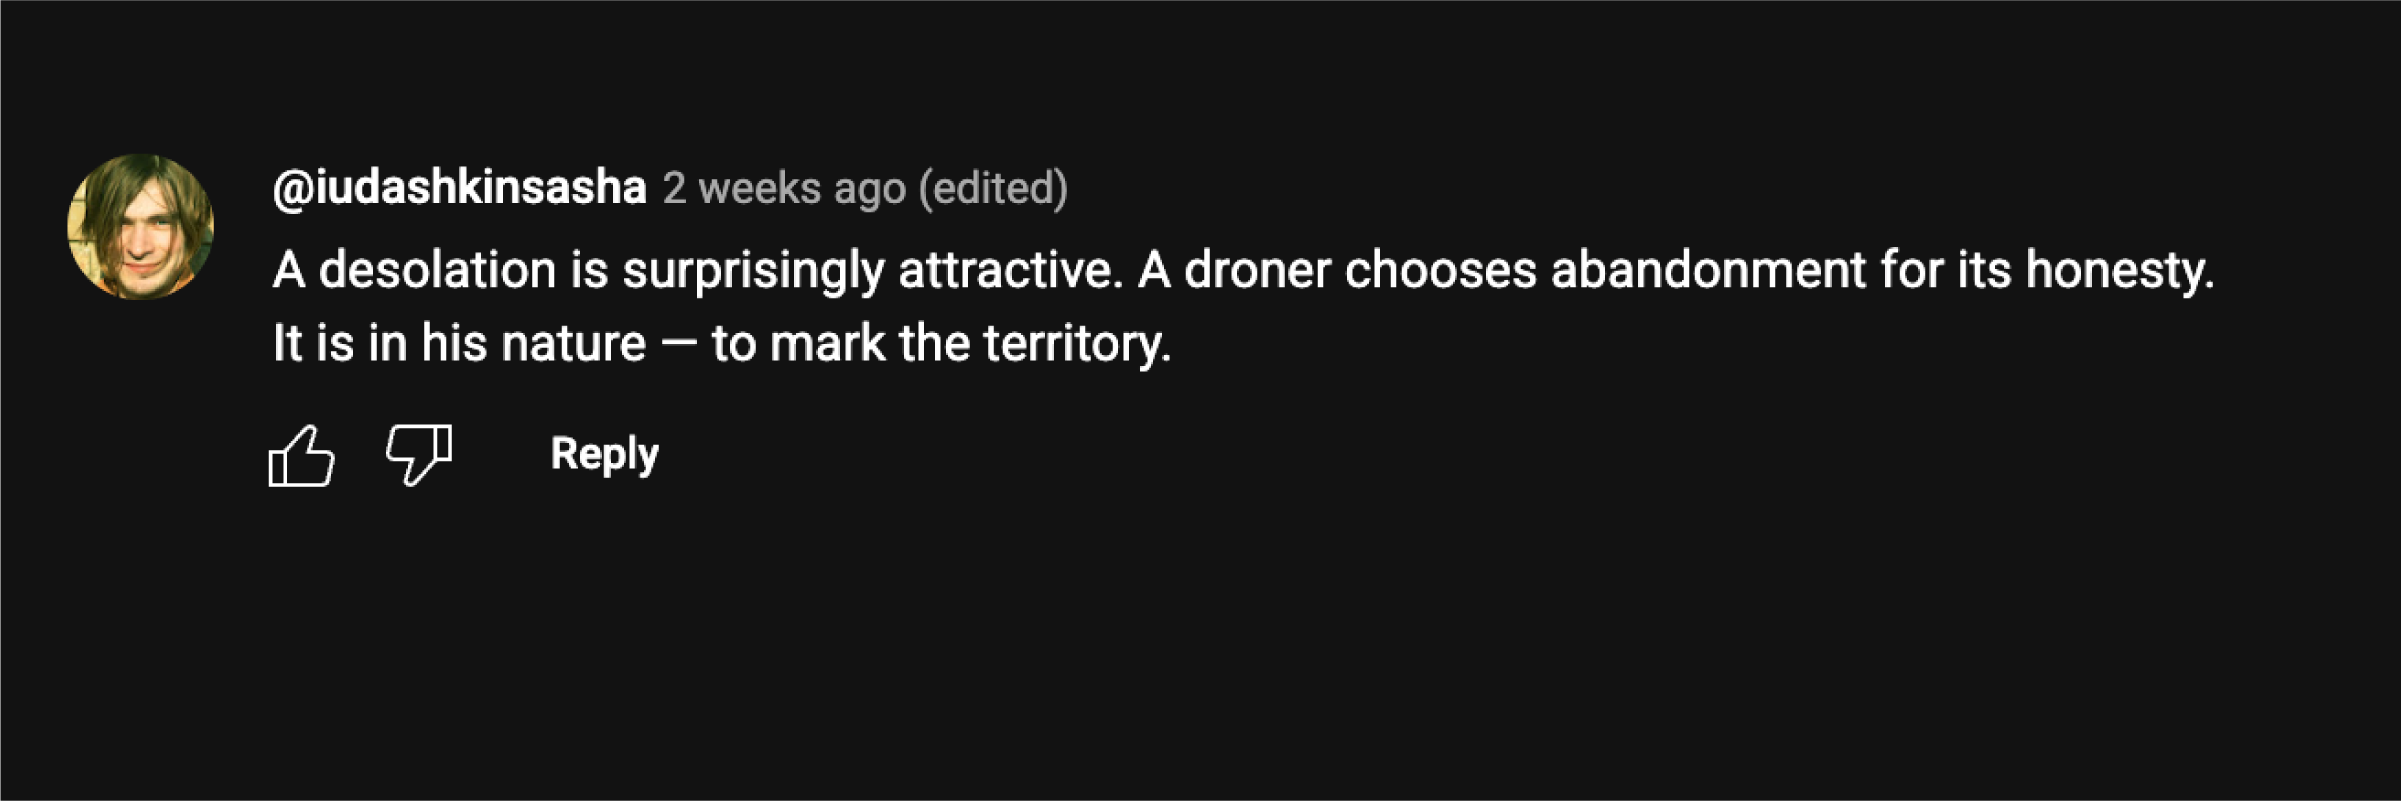 @iudashkinsasha 2 weeks ago (edited)
A desolation is surprisingly attractive. A droner chooses abandonment for its honesty.
It is in his nature — to mark the territory.
Reply